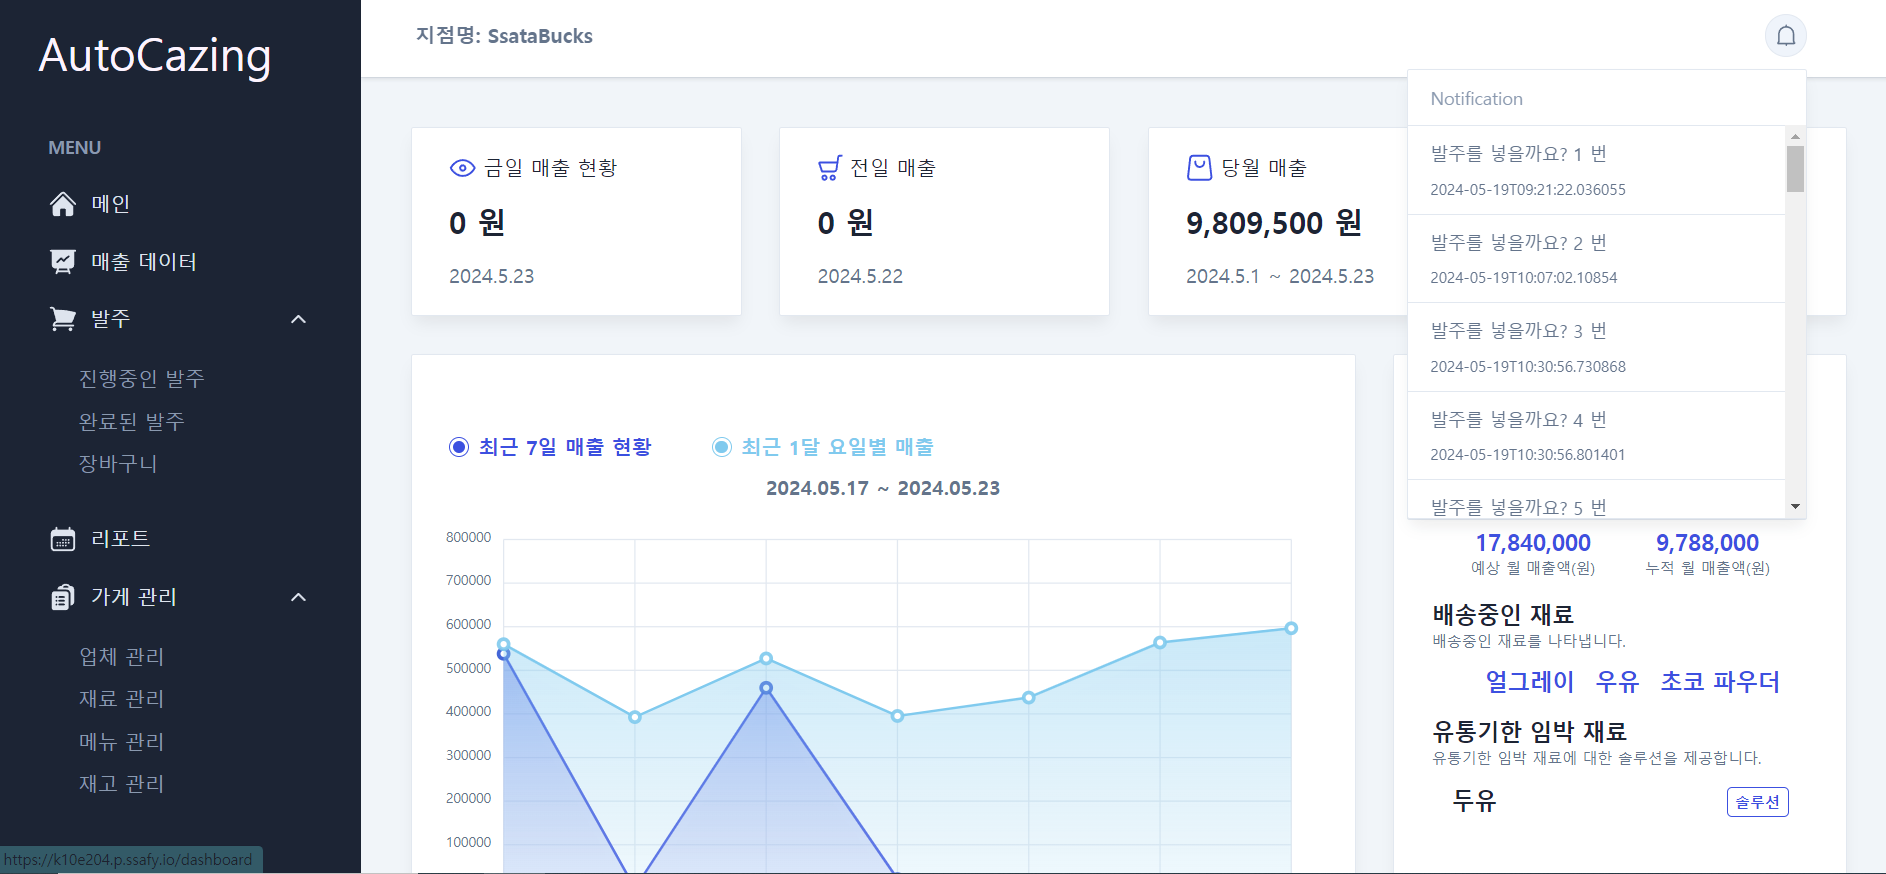 AutoCazing
MENU
메인
매출 데이터
발주
진행중인 발주
완료된 발주
장바구니
리포트
가게 관리
업체 관리
재료 관리
메뉴 관리
재고 관리
https://k10e204.p.ssafy.io/dashboard
지점명: SsataBucks
금일 매출 현황
0 원
2024.5.23
전일 매출
0 원
2024.5.22
당월 매출
9,809,500 원
2024.5.1 ~ 2024.5.23
Notification
발주를 넣을까요? 1 번
2024-05-19T09:21:22.036055
발주를 넣을까요? 2 번
2024-05-19T10:07:02.10854
발주를 넣을까요? 3 번
2024-05-19T10:30:56.730868
발주를 넣을까요? 4 번
2024-05-19T10:30:56.801401
발주를 넣을까요? 5 번
최근 7일 매출 현황
최근 1달 요일별 매출
2024.05.17 ~ 2024.05.23
800000
700000
600000
500000
400000
300000
200000
100000
17,840,000
예상 월 매출액(원)
9,788,000
누적 월 매출액(원)
배송중인 재료
배송중인 재료를 나타냅니다.
얼그레이 우유 초코 파우더
유통기한 임박 재료
유통기한 임박 재료에 대한 솔루션을 제공합니다.
두유
솔루션